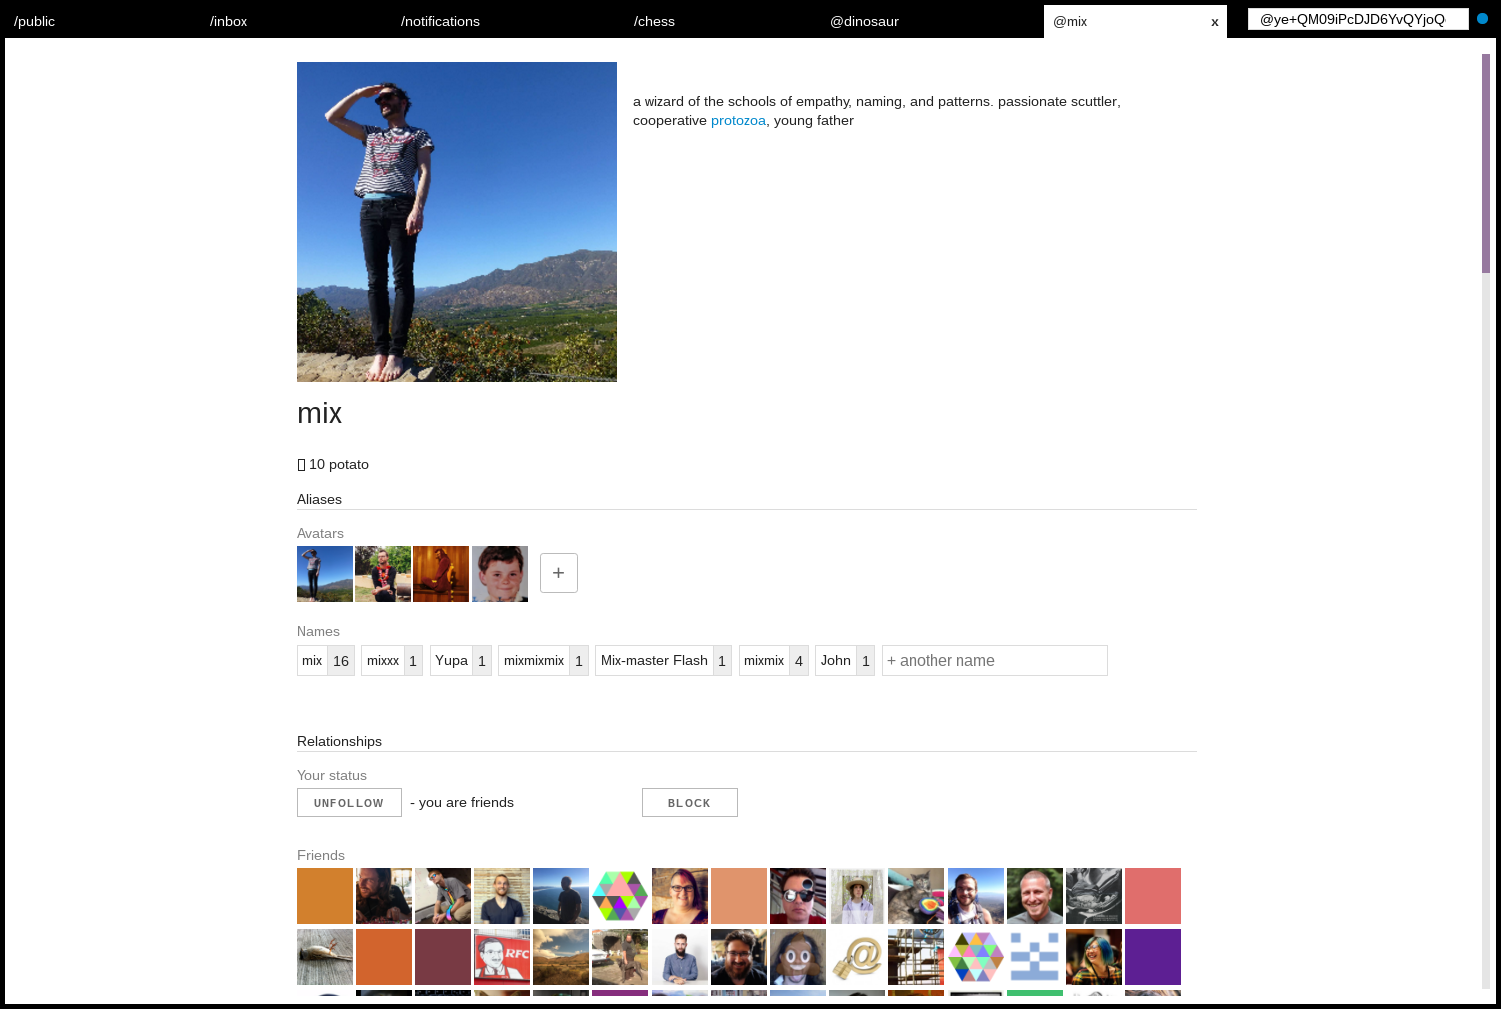 /public /inbox /notifications /chess @dinosaur @mix x @ye+QM09iPcDJD6YvQYjoQ
a wizard of the schools of empathy, naming, and patterns. passionate scuttler,
cooperative protozoa, young father
mix
10 potato
Aliases
Avatars
+
Names
mix 16 mixxx 1 Yupa 1 mixmixmix 1 Mix-master Flash 1 mixmix 4 John 1 + another name
Relationships
Your status
UNFOLLOW - you are friends BLOCK
Friends
RFC
@